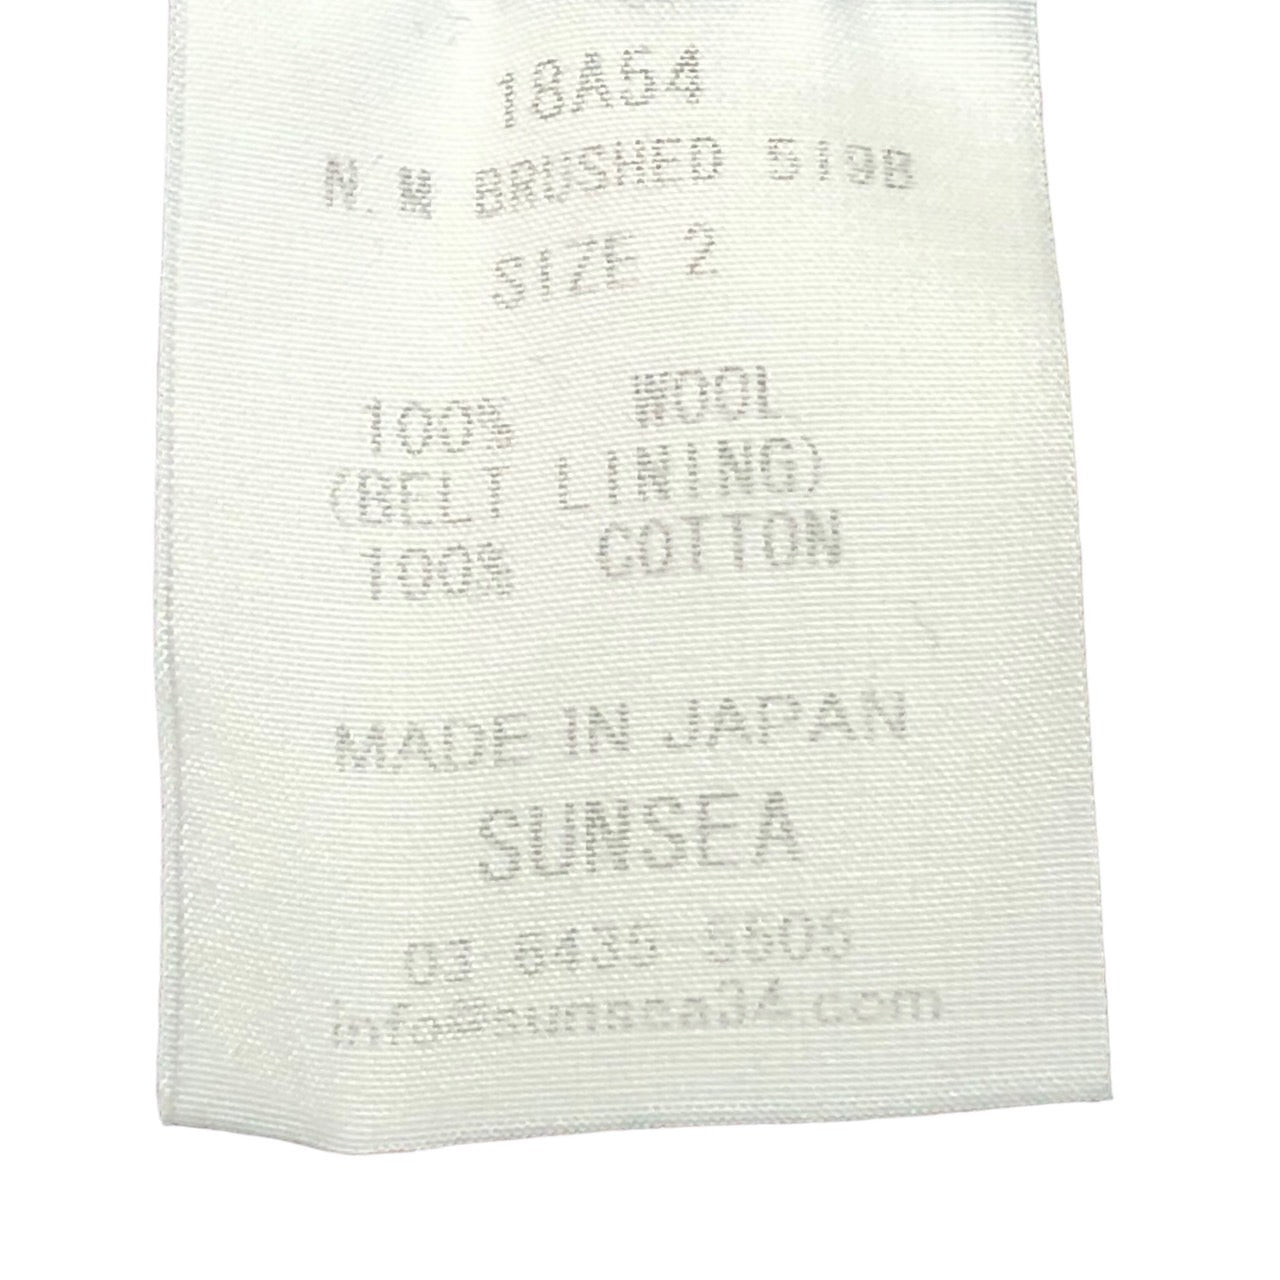 18A54
N.M BRUSHED 519B
SIZE 2
100% WOOL
(BELT LINING)
100% COTTON
MADE IN JAPAN
SUNSEA
03 6435 5505
info@sunsea34.com